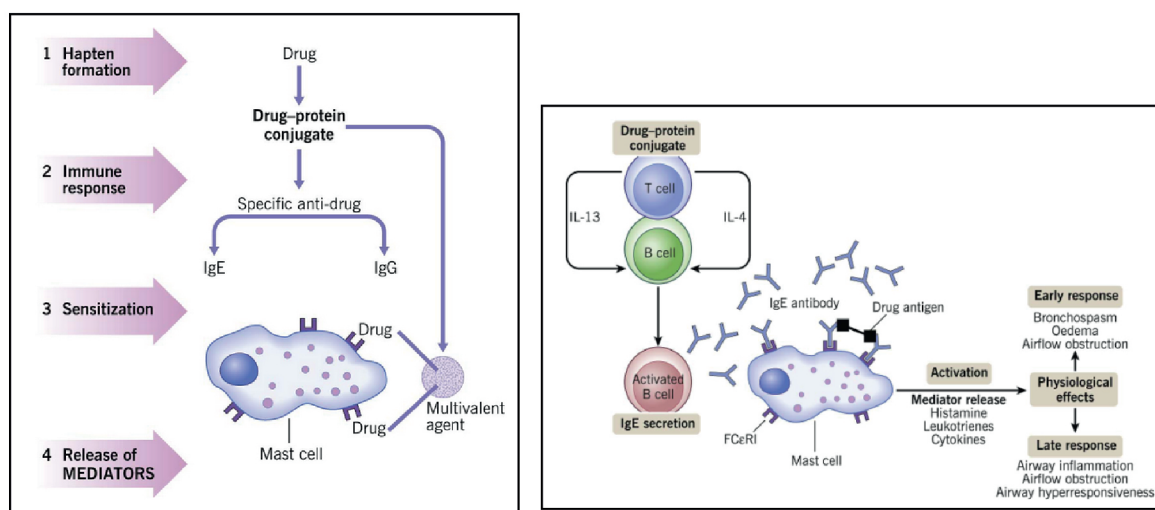 1 Hapten
formation
Drug
Drug–protein
conjugate
2 Immune
response
Specific anti-drug
IgE
IgG
3 Sensitization
Drug
Multivalent
agent
Drug
Mast cell
4 Release of
MEDIATORS
Drug–protein
conjugate
T cell
IL-13
IL-4
B cell
IgE antibody
Drug antigen
Activated
B cell
IgE secretion
FCεRI
Mast cell
Activation
Mediator release
Histamine
Leukotrienes
Cytokines
Early response
Bronchospasm
Oedema
Airflow obstruction
Physiological
effects
Late response
Airway inflammation
Airflow obstruction
Airway hyperresponsiveness